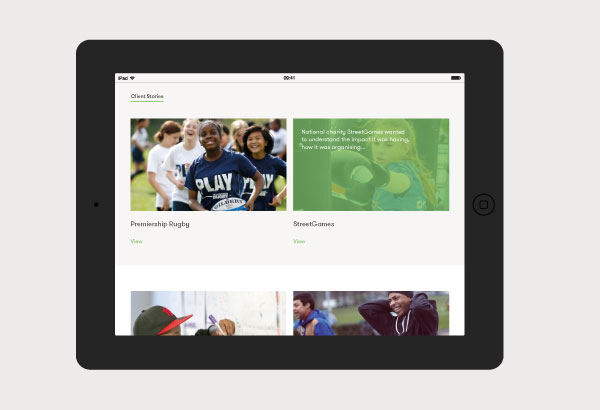 iPad
09:41
Client Stories
PLAY
PLAY
National charity StreetGames wanted
to understand the impact it was having,
how it was organising...
Premiership Rugby
StreetGames
View
View